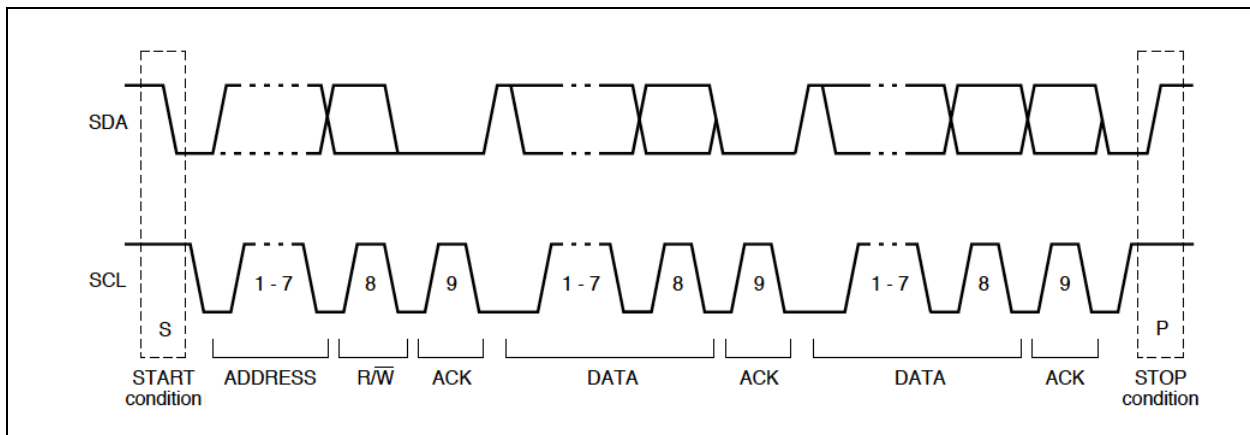 SDA
SCL
1 - 7
8
9
1 - 7
8
9
1 - 7
8
9
S
P
START
condition
ADDRESS
R/W̅
ACK
DATA
ACK
DATA
ACK
STOP
condition